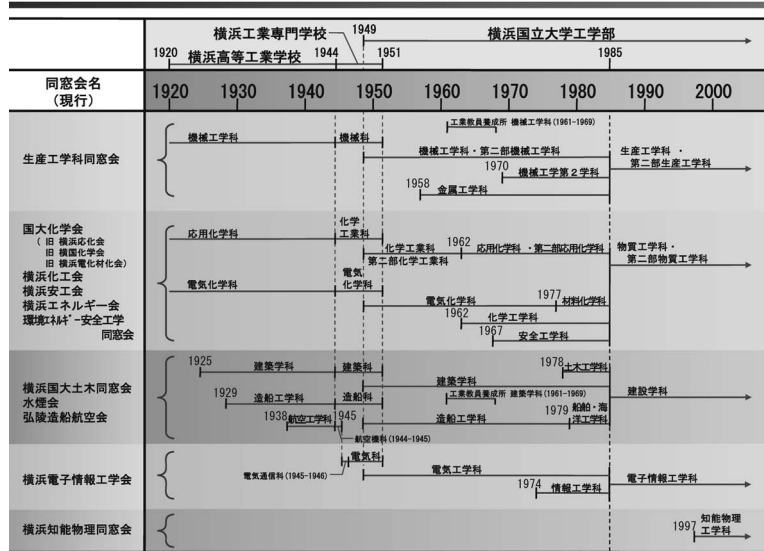 1949
横浜工業専門学校
横浜国立大学工学部
1920
横浜高等工業学校
1944
1951
1985
同窓会名
(現行)
1920 1930 1940 1950 1960 1970 1980 1990 2000
生産工学科同窓会
工業教員養成所 機械工学科(1961-1969)
機械工学科
機械科
機械工学科・第二部機械工学科
生産工学科 ・
第二部生産工学科
1970
機械工学第2学科
1958
金属工学科
国大化学会
( 旧 横浜応化会
旧 横国化学会
旧 横浜電化材化会)
横浜化工会
横浜安工会
横浜エネルギー会
環境エネルギー安全工学
同窓会
応用化学科
化学
工業科
化学工業科
第二部化学工業科
1962
応用化学科 ・第二部応用化学科
物質工学科・
第二部物質工学科
電気化学科
電気
化学科
電気化学科
1977
材料化学科
1962
化学工学科
1967
安全工学科
横浜国大土木同窓会
水煙会
弘陵造船航空会
1925
建築学科
建築科
1978
土木工学科
建築学科
工業教員養成所 建築学科(1961-1969)
建設学科
1929
造船工学科
造船科
造船工学科
1979
船舶・海
洋工学科
1938
航空工学科
1945
航空機科(1944-1945)
横浜電子情報工学会
電気科
電気通信科(1945-1946)
電気工学科
電子情報工学科
1974
情報工学科
横浜知能物理同窓会
1997
知能物理
工学科